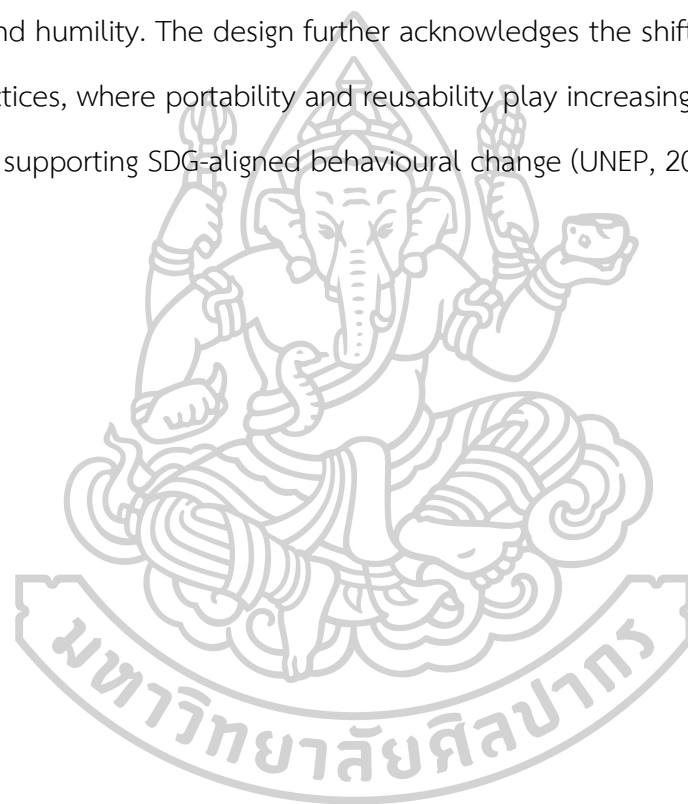 nd humility. The design further acknowledges the shift
tices, where portability and reusability play increasing
supporting SDG-aligned behavioural change (UNEP, 20
มหาวิทยาลัยศิลปากร